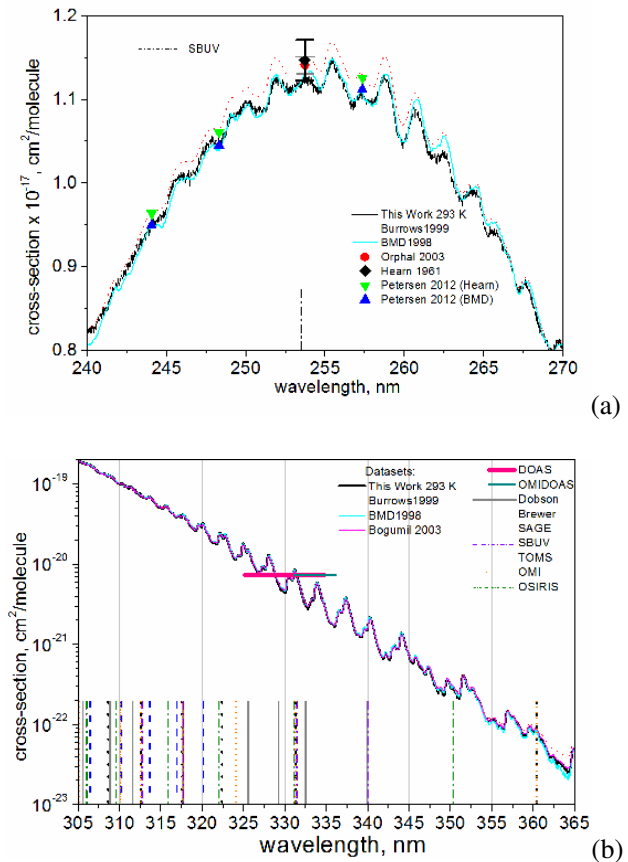 1.2
1.1
1.0
0.9
0.8
cross-section x 10⁻¹⁷, cm²/molecule
SBUV
This Work 293 K
Burrows1999
BMD1998
Orphal 2003
Hearn 1961
Petersen 2012 (Hearn)
Petersen 2012 (BMD)
240 245 250 255 260 265 270
wavelength, nm
(a)
10⁻¹⁹
10⁻²⁰
10⁻²¹
10⁻²²
10⁻²³
cross-section, cm²/molecule
Datasets:
This Work 293 K
Burrows1999
BMD1998
Bogumil 2003
DOAS
OMIDOAS
Dobson
Brewer
SAGE
SBUV
TOMS
OMI
OSIRIS
305 310 315 320 325 330 335 340 345 350 355 360 365
wavelength, nm
(b)